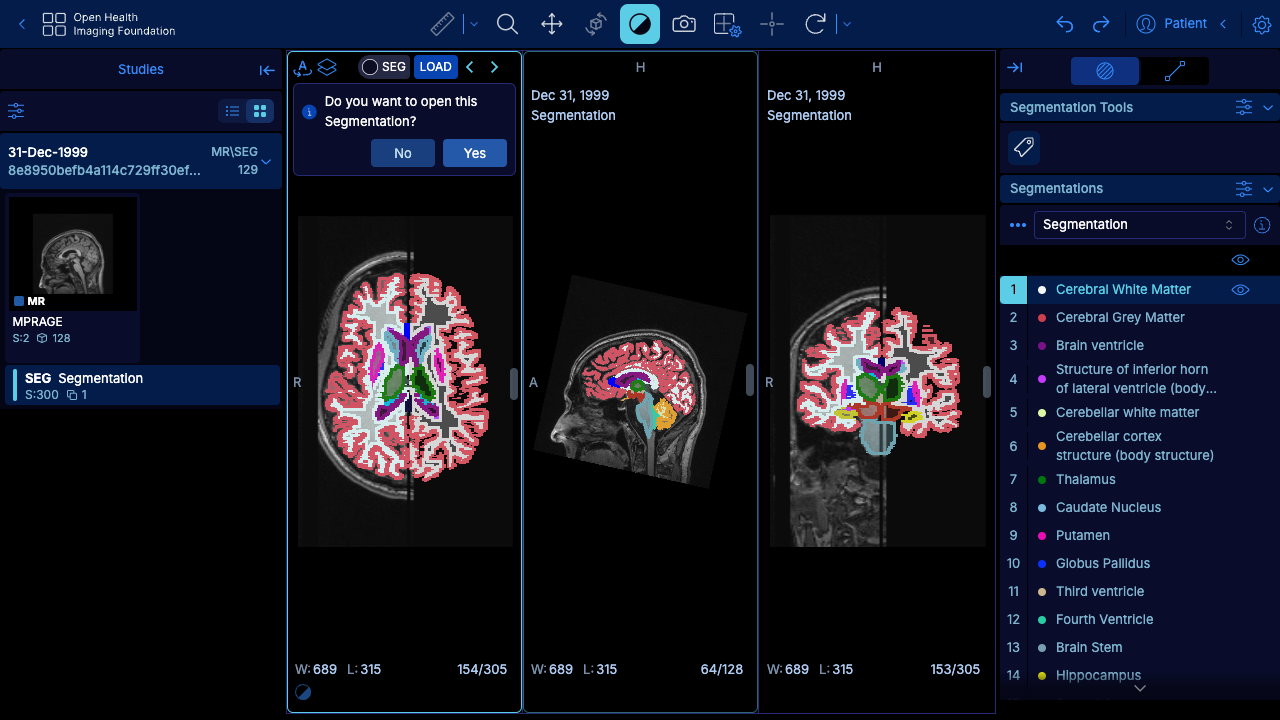 Open Health
Imaging Foundation
Patient
Studies
31-Dec-1999
MR\SEG
8e8950befb4a114c729ff30ef...
129
MR
MPRAGE
S:2 128
SEG Segmentation
S:300 1
A
SEG LOAD
Do you want to open this
Segmentation?
No
Yes
R
W:689 L:315 154/305
H
Dec 31, 1999
Segmentation
A
W:689 L:315 64/128
H
Dec 31, 1999
Segmentation
R
W:689 L:315 153/305
Segmentation Tools
Segmentations
Segmentation
1 Cerebral White Matter
2 Cerebral Grey Matter
3 Brain ventricle
4 Structure of inferior horn
of lateral ventricle (body...
5 Cerebellar white matter
6 Cerebellar cortex
structure (body structure)
7 Thalamus
8 Caudate Nucleus
9 Putamen
10 Globus Pallidus
11 Third ventricle
12 Fourth Ventricle
13 Brain Stem
14 Hippocampus